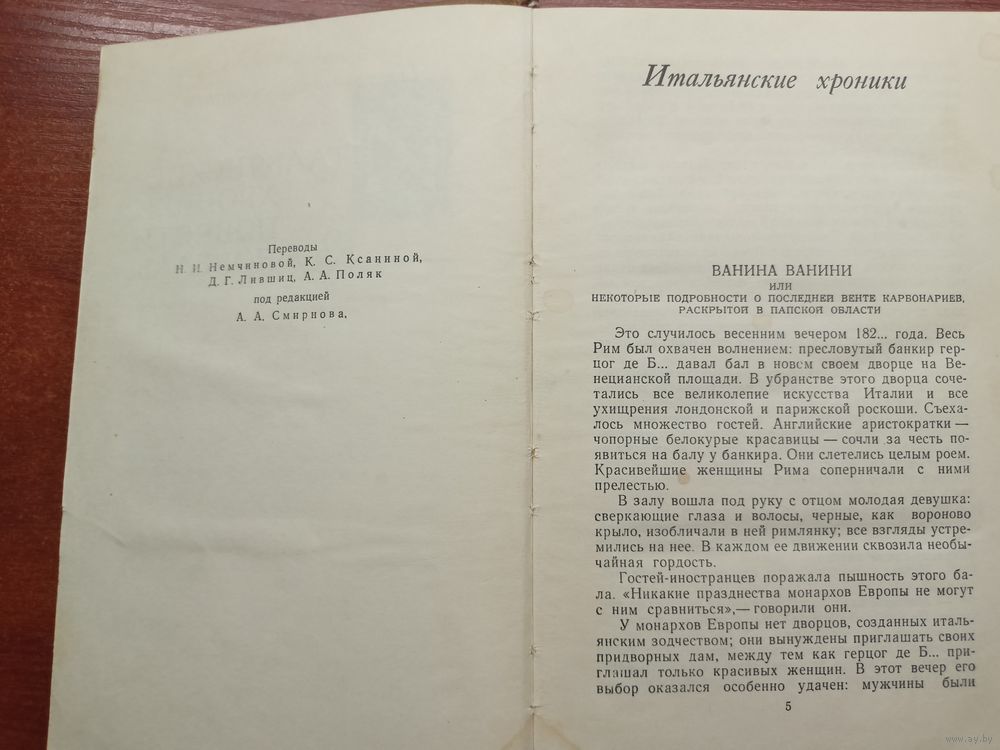 Переводы
Н. И. Немчиновой, К. С. Ксаниной,
Д. Г. Лившиц, А. А. Поляк
под редакцией
А. А. Смирнова.
Итальянские хроники
ВАНИНА ВАНИНИ
ИЛИ
НЕКОТОРЫЕ ПОДРОБНОСТИ О ПОСЛЕДНЕЙ ВЕНТЕ КАРБОНАРИЕВ,
РАСКРЫТОЙ В ПАПСКОЙ ОБЛАСТИ
Это случилось весенним вечером 182... года. Весь
Рим был охвачен волнением: пресловутый банкир гер-
цог де Б... давал бал в новом своем дворце на Ве-
нецианской площади. В убранстве этого дворца соче-
тались все великолепие искусства Италии и все
ухищрения лондонской и парижской роскоши. Съеха-
лось множество гостей. Английские аристократки —
чопорные белокурые красавицы — сочли за честь по-
явиться на балу у банкира. Они слетелись целым роем.
Красивейшие женщины Рима соперничали с ними
прелестью.
В залу вошла под руку с отцом молодая девушка:
сверкающие глаза и волосы, черные, как вороново
крыло, изобличали в ней римлянку; все взгляды устре-
мились на нее. В каждом ее движении сквозила необы-
чайная гордость.
Гостей-иностранцев поражала пышность этого ба-
ла. «Никакие празднества монархов Европы не могут
с ним сравниться»,— говорили они.
У монархов Европы нет дворцов, созданных италь-
янским зодчеством; они вынуждены приглашать своих
придворных дам, между тем как герцог де Б... при-
глашал только красивых женщин. В этот вечер его
выбор оказался особенно удачен: мужчины были
5
www.ay.by